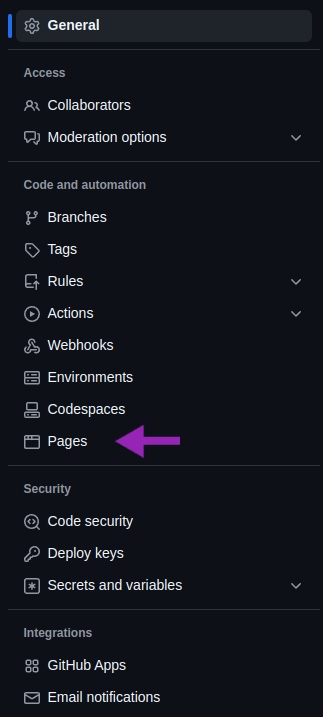 General
Access
Collaborators
Moderation options
Code and automation
Branches
Tags
Rules
Actions
Webhooks
Environments
Codespaces
Pages
Security
Code security
Deploy keys
Secrets and variables
Integrations
GitHub Apps
Email notifications